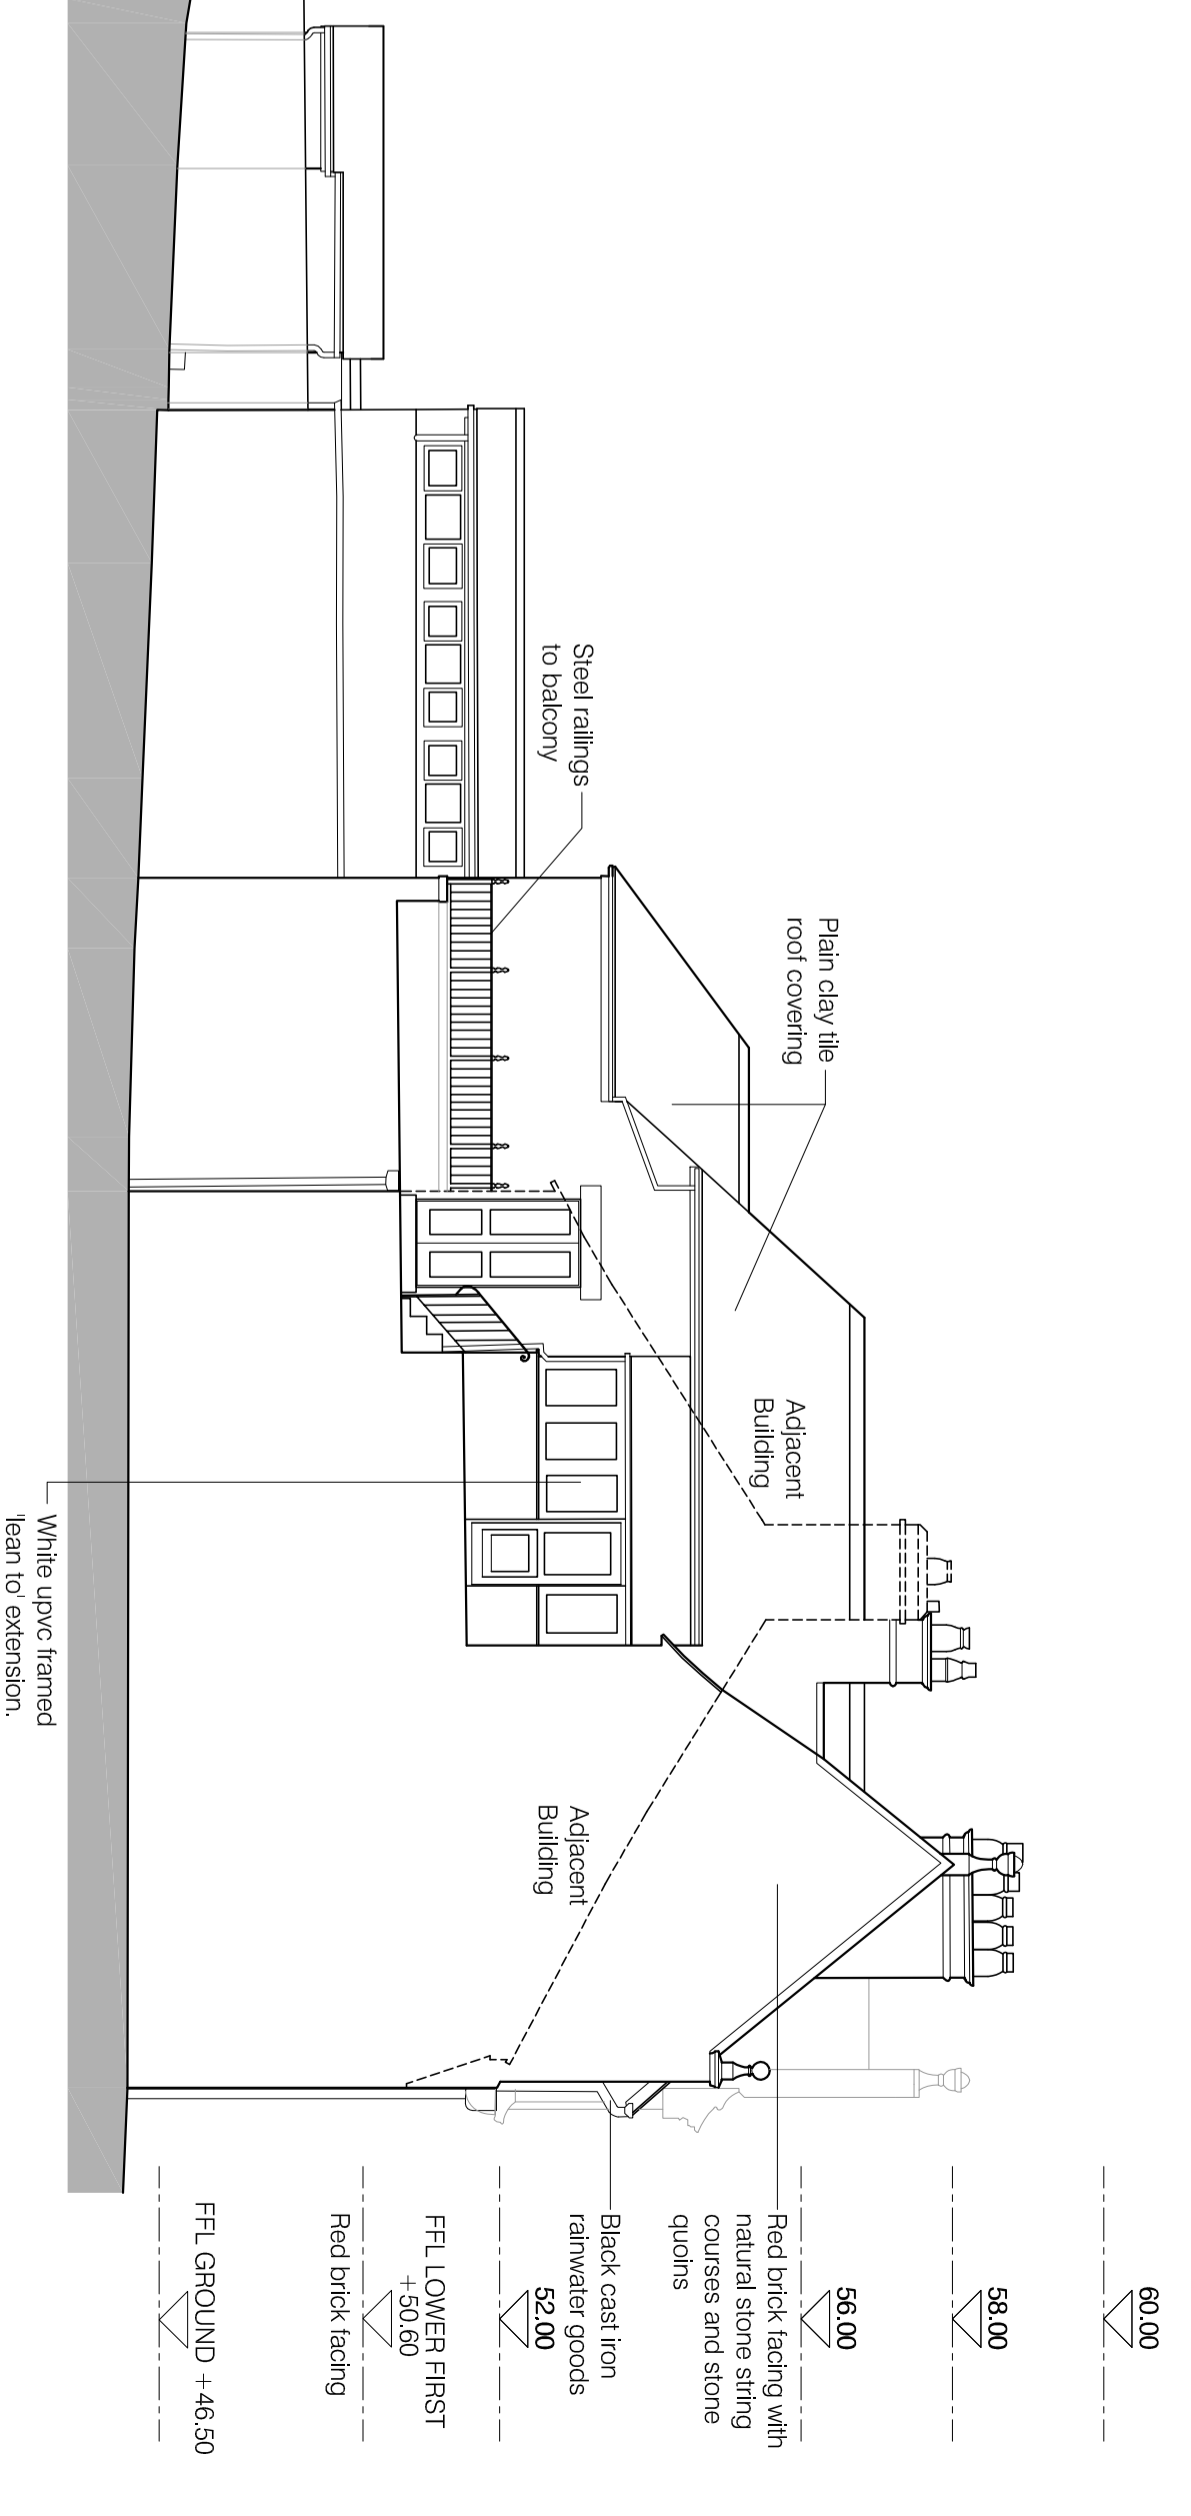 Steel railings
to balcony
Plain clay tile
roof covering
Adjacent
Building
Adjacent
Building
White upvc framed
'lean to' extension.
60.00
58.00
56.00
Red brick facing with
natural stone string
courses and stone
quoins
Black cast iron
rainwater goods
52.00
FFL LOWER FIRST
+50.60
Red brick facing
FFL GROUND +46.50